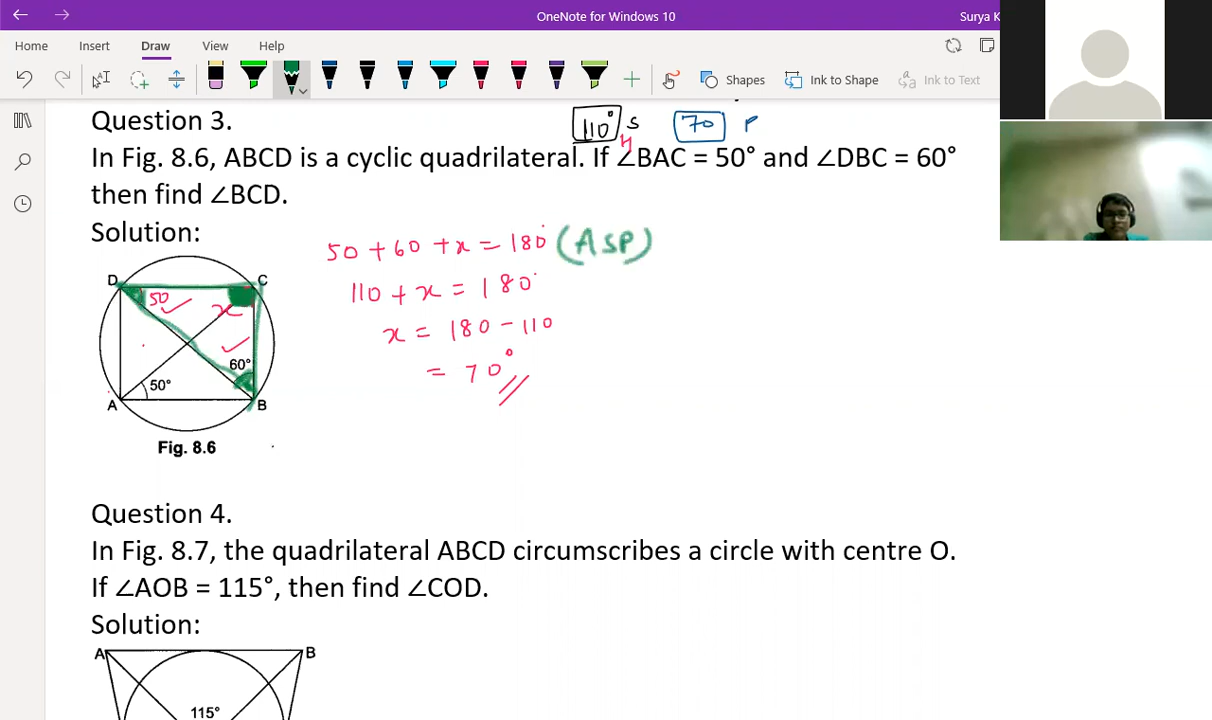 OneNote for Windows 10
Surya K
Home Insert Draw View Help
Shapes Ink to Shape Ink to Text
Question 3.
110° s 70 P
4
In Fig. 8.6, ABCD is a cyclic quadrilateral. If ∠BAC = 50° and ∠DBC = 60°
then find ∠BCD.
Solution:
50 + 60 + x = 180° (ASP)
110 + x = 180°
x = 180 - 110
= 70°
D C
50 x
60°
50°
A B
Fig. 8.6
Question 4.
In Fig. 8.7, the quadrilateral ABCD circumscribes a circle with centre O.
If ∠AOB = 115°, then find ∠COD.
Solution:
A B
115°